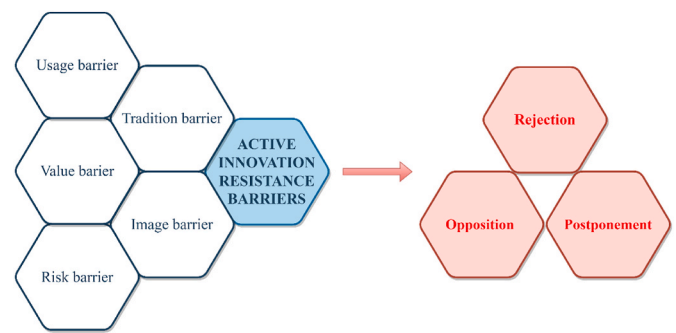 Usage barrier
Tradition barrier
Value barier
Image barrier
Risk barrier
ACTIVE
INNOVATION
RESISTANCE
BARRIERS
Rejection
Opposition
Postponement